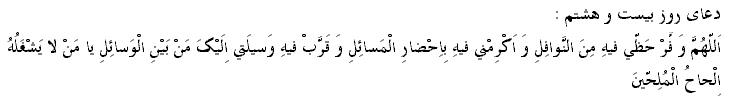 دعای روز بیست و هشتم :
اَللّهُمَّ وَ فَّرْ حَظّي فيهِ مِنَ النَّوافِلِ وَ اَكْرِمْني فيهِ بِاِحْضارِ الْمَسائِلِ وَ قَرَّبْ فيهِ وَسيلَتي اِلَيْكَ مَنْ بَيْنِ الْوَسائِلِ يا مَنْ لا يَشْغَلُهُ
اِلْحاحُ الْمُلِحّينَ